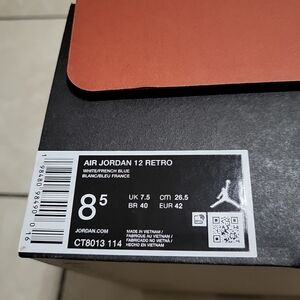 AIR JORDAN 12 RETRO
WHITE/FRENCH BLUE
BLANC/BLEU FRANCE
8 5
UK 7.5 CM 26.5
BR 40 EUR 42
JORDAN.COM
CT8013 114
MADE IN VIETNAM /
FABRIQUÉ AU VIETNAM /
FABRICADO NO VIETNÃ /
HECHO EN VIETNAM